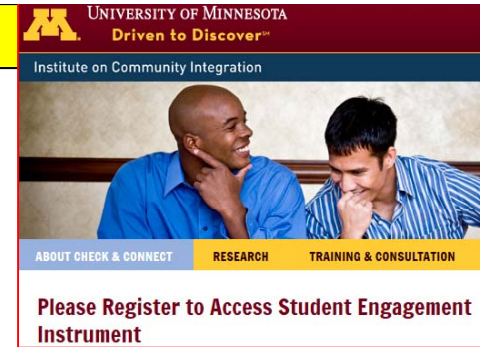 UNIVERSITY OF MINNESOTA
Driven to Discover℠
Institute on Community Integration
ABOUT CHECK & CONNECT RESEARCH TRAINING & CONSULTATION
Please Register to Access Student Engagement
Instrument